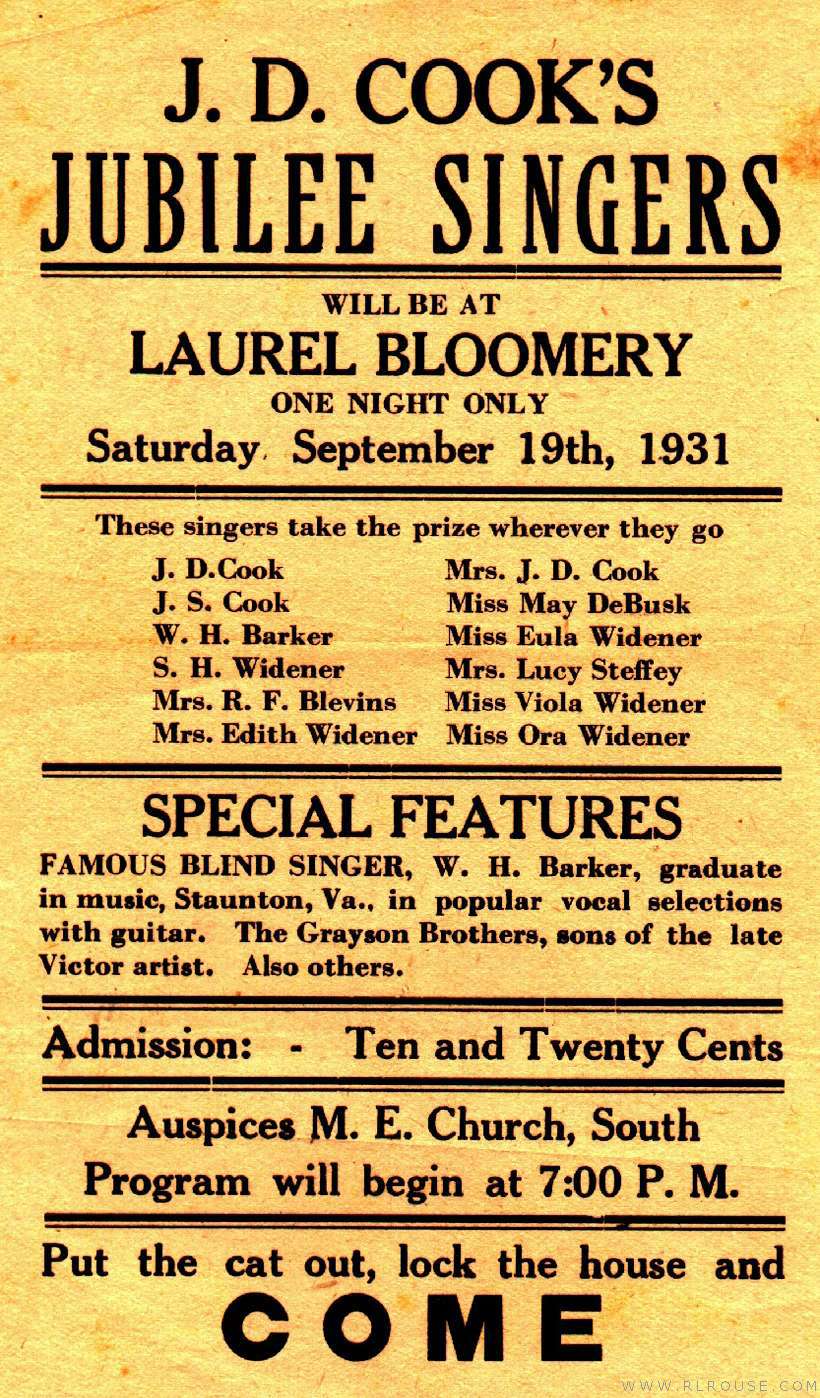 J. D. COOK'S
JUBILEE SINGERS
WILL BE AT
LAUREL BLOOMERY
ONE NIGHT ONLY
Saturday September 19th, 1931
These singers take the prize wherever they go
J. D.Cook
J. S. Cook
W. H. Barker
S. H. Widener
Mrs. R. F. Blevins
Mrs. Edith Widener
Mrs. J. D. Cook
Miss May DeBusk
Miss Eula Widener
Mrs. Lucy Steffey
Miss Viola Widener
Miss Ora Widener
SPECIAL FEATURES
FAMOUS BLIND SINGER, W. H. Barker, graduate
in music, Staunton, Va., in popular vocal selections
with guitar. The Grayson Brothers, sons of the late
Victor artist. Also others.
Admission: - Ten and Twenty Cents
Auspices M. E. Church, South
Program will begin at 7:00 P. M.
Put the cat out, lock the house and
COME
WWW.RLROUSE.COM